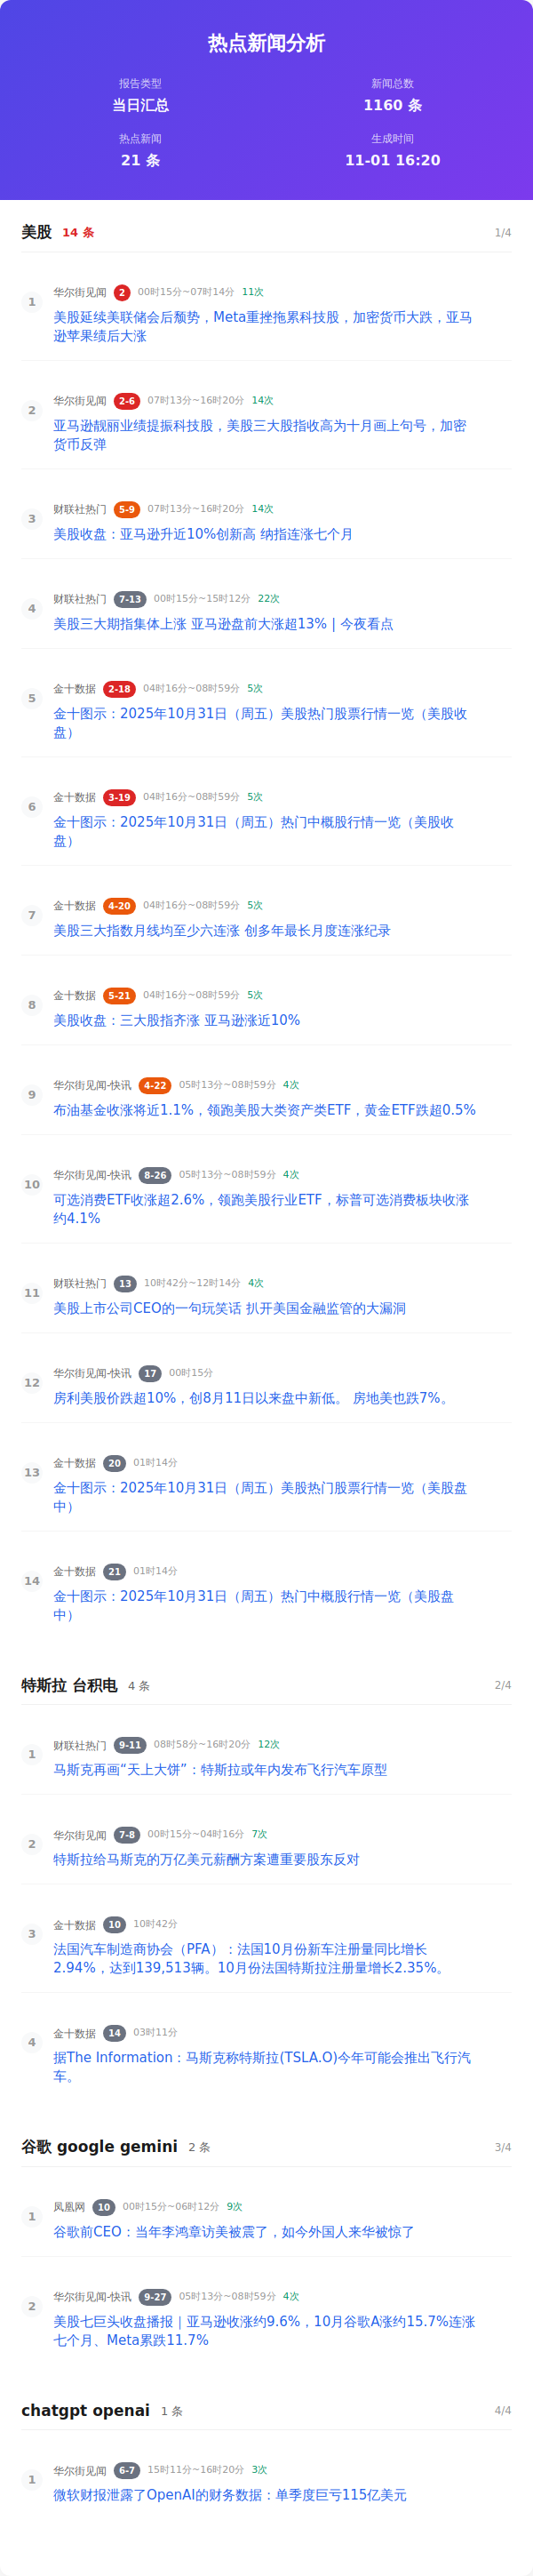 热点新闻分析
报告类型
新闻总数
当日汇总
1160 条
热点新闻
生成时间
21 条
11-01 16:20
美股 14 条 1/4
1
华尔街见闻 2 00时15分~07时14分 11次
美股延续美联储会后颓势，Meta重挫拖累科技股，加密货币大跌，亚马
逊苹果绩后大涨
2
华尔街见闻 2-6 07时13分~16时20分 14次
亚马逊靓丽业绩提振科技股，美股三大股指收高为十月画上句号，加密
货币反弹
3
财联社热门 5-9 07时13分~16时20分 14次
美股收盘：亚马逊升近10%创新高 纳指连涨七个月
4
财联社热门 7-13 00时15分~15时12分 22次
美股三大期指集体上涨 亚马逊盘前大涨超13% | 今夜看点
5
金十数据 2-18 04时16分~08时59分 5次
金十图示：2025年10月31日（周五）美股热门股票行情一览（美股收
盘）
6
金十数据 3-19 04时16分~08时59分 5次
金十图示：2025年10月31日（周五）热门中概股行情一览（美股收
盘）
7
金十数据 4-20 04时16分~08时59分 5次
美股三大指数月线均至少六连涨 创多年最长月度连涨纪录
8
金十数据 5-21 04时16分~08时59分 5次
美股收盘：三大股指齐涨 亚马逊涨近10%
9
华尔街见闻-快讯 4-22 05时13分~08时59分 4次
布油基金收涨将近1.1%，领跑美股大类资产类ETF，黄金ETF跌超0.5%
10
华尔街见闻-快讯 8-26 05时13分~08时59分 4次
可选消费ETF收涨超2.6%，领跑美股行业ETF，标普可选消费板块收涨
约4.1%
11
财联社热门 13 10时42分~12时14分 4次
美股上市公司CEO的一句玩笑话 扒开美国金融监管的大漏洞
12
华尔街见闻-快讯 17 00时15分
房利美股价跌超10%，创8月11日以来盘中新低。 房地美也跌7%。
13
金十数据 20 01时14分
金十图示：2025年10月31日（周五）美股热门股票行情一览（美股盘
中）
14
金十数据 21 01时14分
金十图示：2025年10月31日（周五）热门中概股行情一览（美股盘
中）
特斯拉 台积电 4 条 2/4
1
财联社热门 9-11 08时58分~16时20分 12次
马斯克再画“天上大饼”：特斯拉或年内发布飞行汽车原型
2
华尔街见闻 7-8 00时15分~04时16分 7次
特斯拉给马斯克的万亿美元薪酬方案遭重要股东反对
3
金十数据 10 10时42分
法国汽车制造商协会（PFA）：法国10月份新车注册量同比增长
2.94%，达到139,513辆。10月份法国特斯拉注册量增长2.35%。
4
金十数据 14 03时11分
据The Information：马斯克称特斯拉(TSLA.O)今年可能会推出飞行汽
车。
谷歌 google gemini 2 条 3/4
1
凤凰网 10 00时15分~06时12分 9次
谷歌前CEO：当年李鸿章访美被震了，如今外国人来华被惊了
2
华尔街见闻-快讯 9-27 05时13分~08时59分 4次
美股七巨头收盘播报｜亚马逊收涨约9.6%，10月谷歌A涨约15.7%连涨
七个月、Meta累跌11.7%
chatgpt openai 1 条 4/4
1
华尔街见闻 6-7 15时11分~16时20分 3次
微软财报泄露了OpenAI的财务数据：单季度巨亏115亿美元